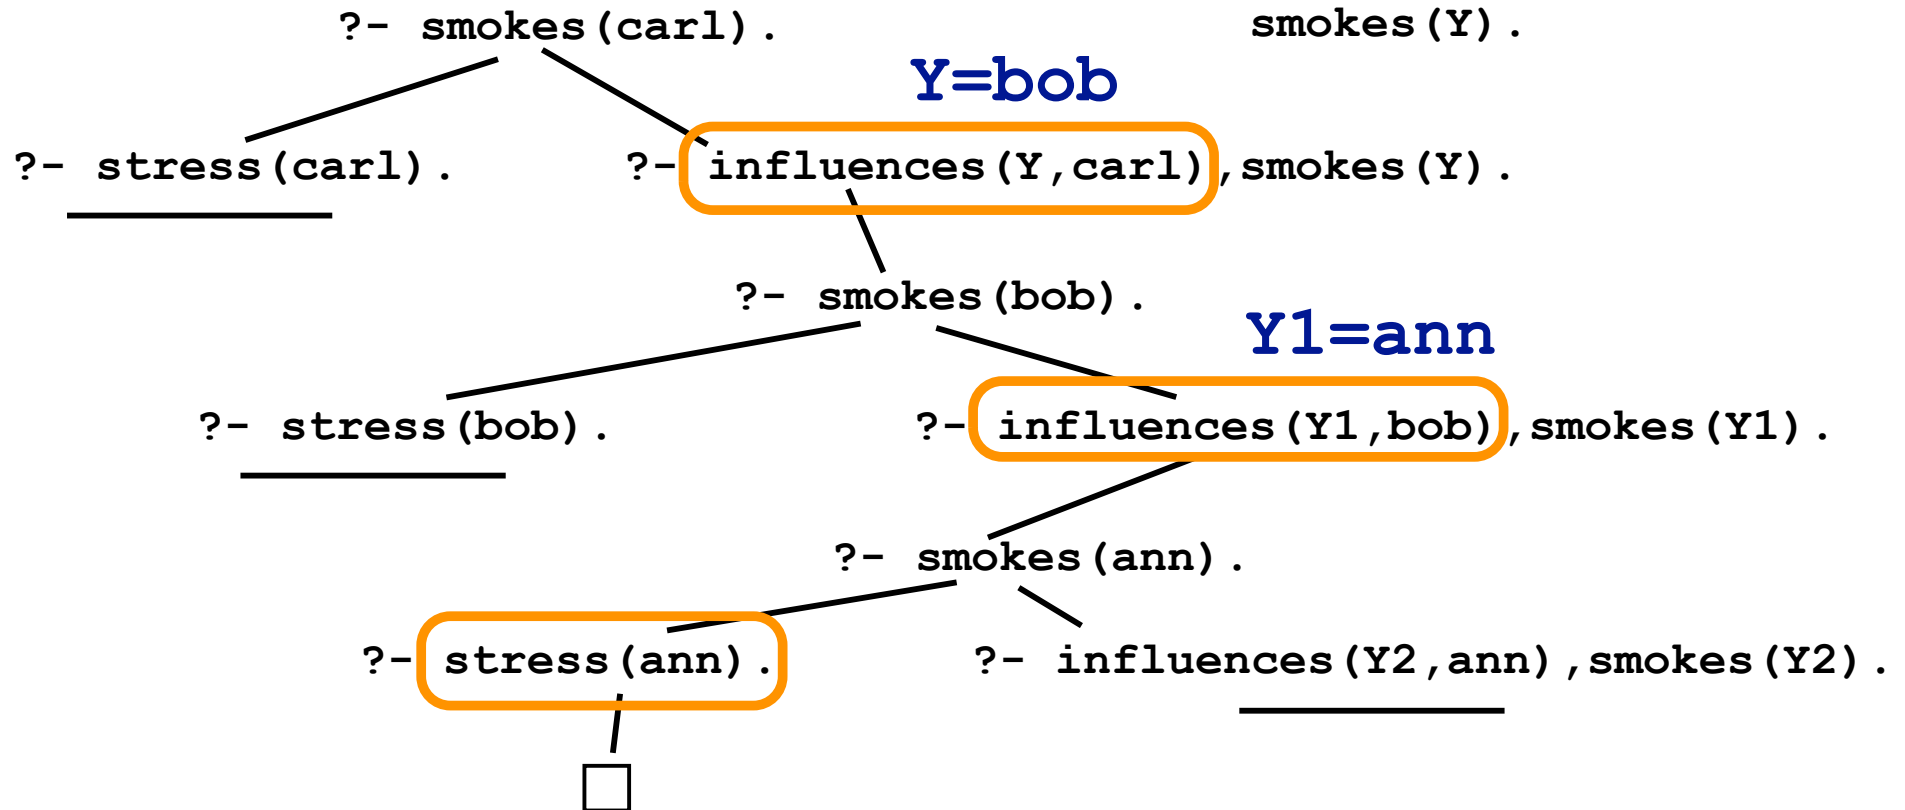 ?- smokes(carl).
smokes(Y).
Y=bob
?- stress(carl).
?- influences(Y,carl),smokes(Y).
?- smokes(bob).
Y1=ann
?- stress(bob).
?- influences(Y1,bob),smokes(Y1).
?- smokes(ann).
?- stress(ann).
?- influences(Y2,ann),smokes(Y2).